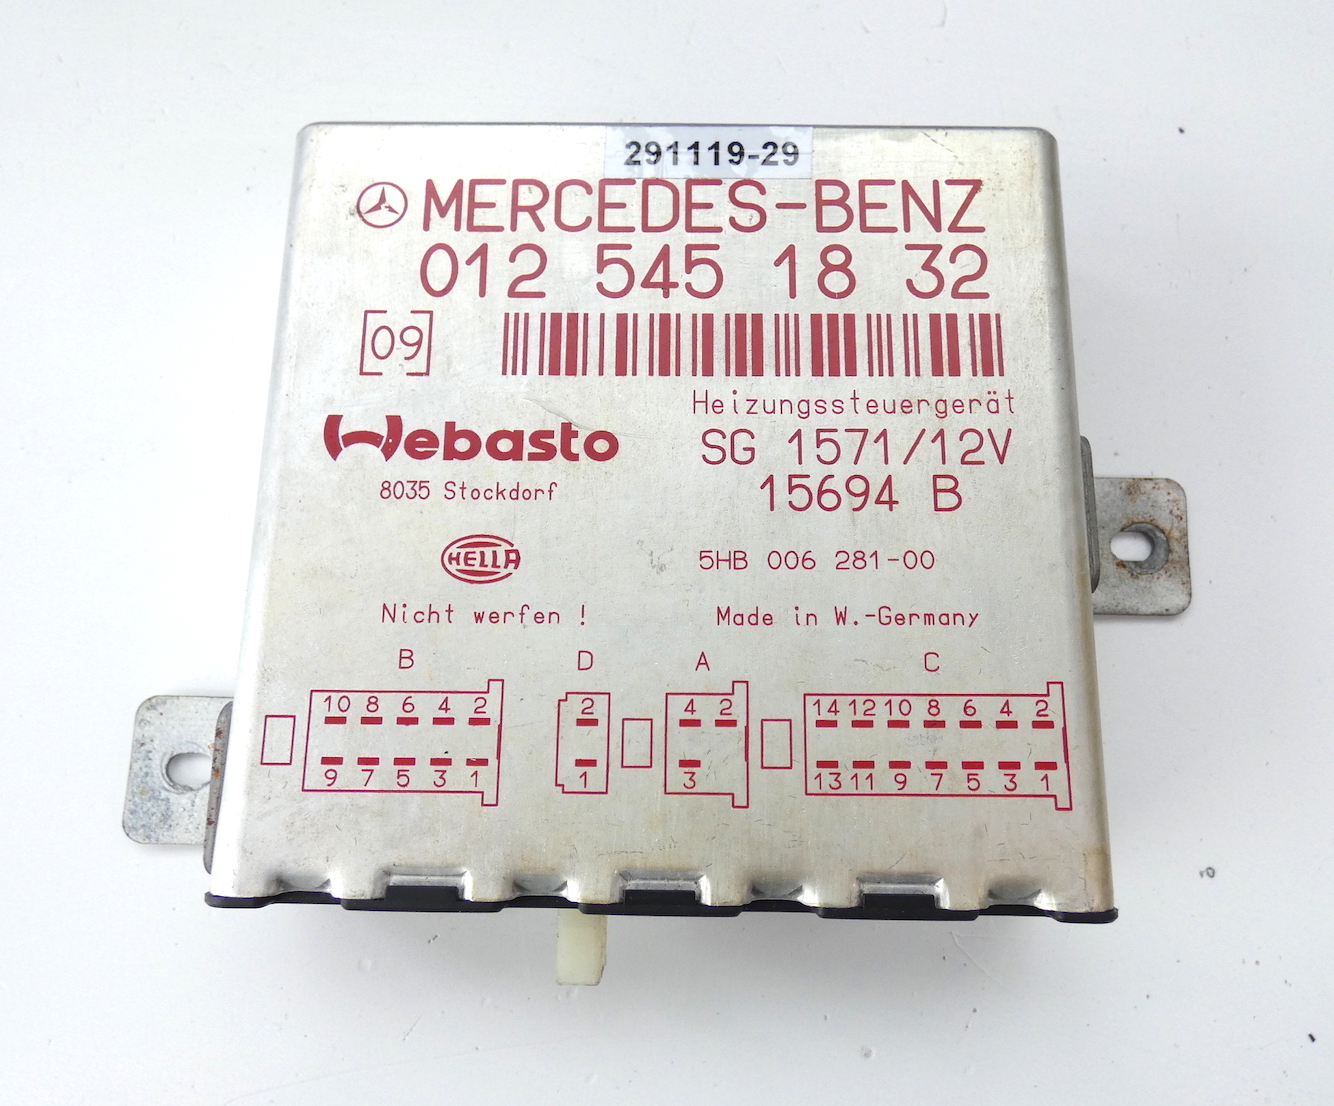 291119-29
MERCEDES-BENZ
012 545 18 32
[09]
Heizungssteuergerät
Webasto
SG 1571/12V
8035 Stockdorf
15694 B
HELLA
5HB 006 281-00
Nicht werfen !
Made in W.-Germany
B D A C
10 8 6 4 2
2
4 2
14 12 10 8 6 4 2
9 7 5 3 1
1
3
13 11 9 7 5 3 1